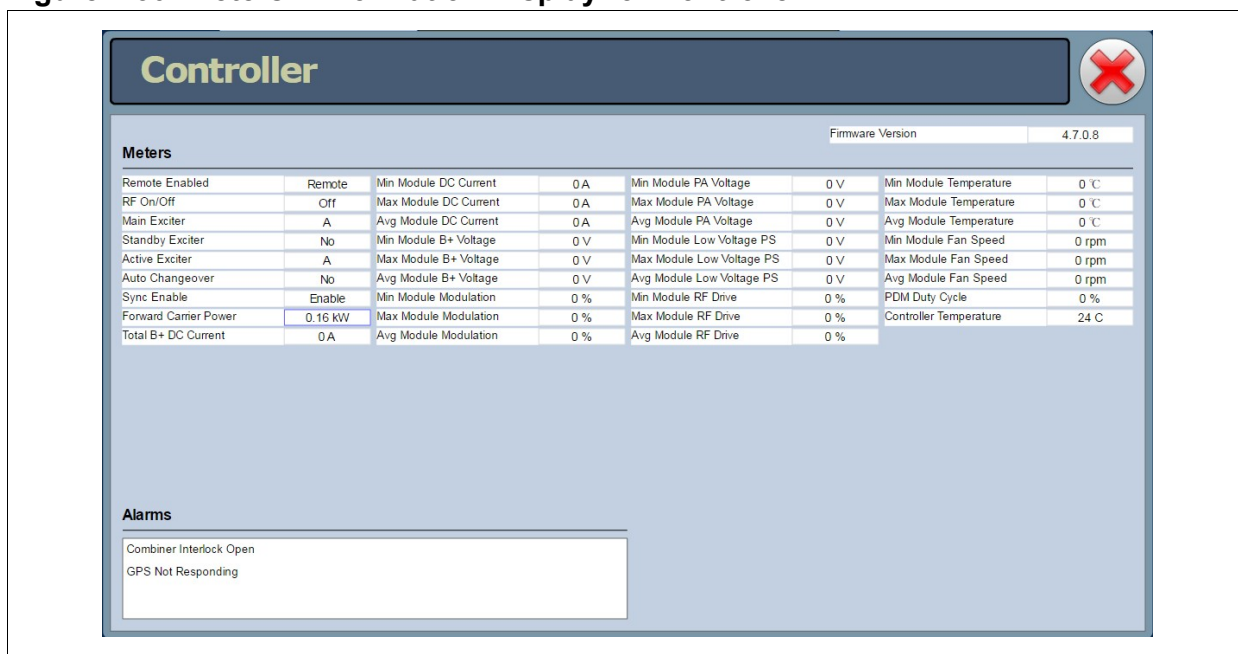 Controller
Firmware Version 4.7.0.8
Meters
Remote Enabled Remote Min Module DC Current 0 A Min Module PA Voltage 0 V Min Module Temperature 0 ℃
RF On/Off Off Max Module DC Current 0 A Max Module PA Voltage 0 V Max Module Temperature 0 ℃
Main Exciter A Avg Module DC Current 0 A Avg Module PA Voltage 0 V Avg Module Temperature 0 ℃
Standby Exciter No Min Module B+ Voltage 0 V Min Module Low Voltage PS 0 V Min Module Fan Speed 0 rpm
Active Exciter A Max Module B+ Voltage 0 V Max Module Low Voltage PS 0 V Max Module Fan Speed 0 rpm
Auto Changeover No Avg Module B+ Voltage 0 V Avg Module Low Voltage PS 0 V Avg Module Fan Speed 0 rpm
Sync Enable Enable Min Module Modulation 0 % Min Module RF Drive 0 % PDM Duty Cycle 0 %
Forward Carrier Power 0.16 kW Max Module Modulation 0 % Max Module RF Drive 0 % Controller Temperature 24 C
Total B+ DC Current 0 A Avg Module Modulation 0 % Avg Module RF Drive 0 %
Alarms
Combiner Interlock Open
GPS Not Responding